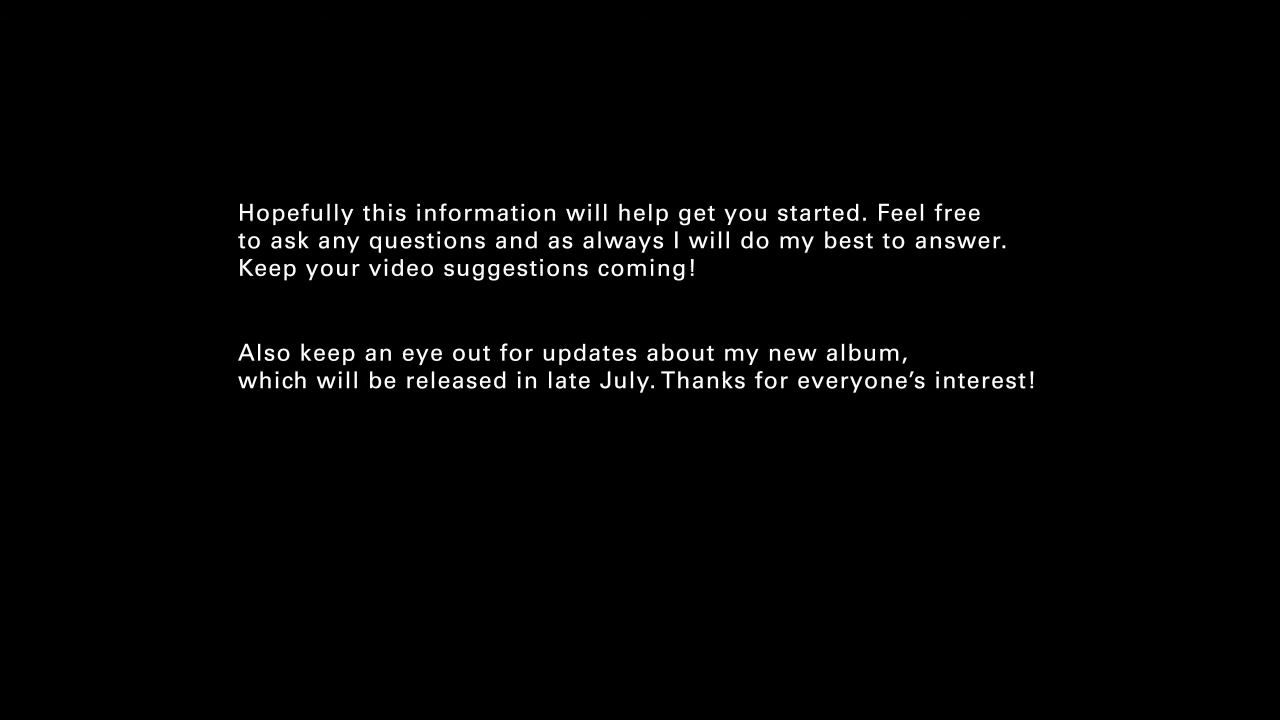 Hopefully this information will help get you started. Feel free
to ask any questions and as always I will do my best to answer.
Keep your video suggestions coming!
Also keep an eye out for updates about my new album,
which will be released in late July. Thanks for everyone’s interest!